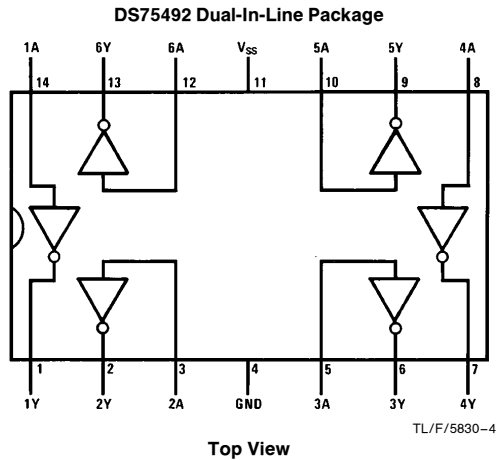 DS75492 Dual-In-Line Package
1A 6Y 6A VSS 5A 5Y 4A
14 13 12 11 10 9 8
1 2 3 4 5 6 7
1Y 2Y 2A GND 3A 3Y 4Y
TL/F/5830–4
Top View